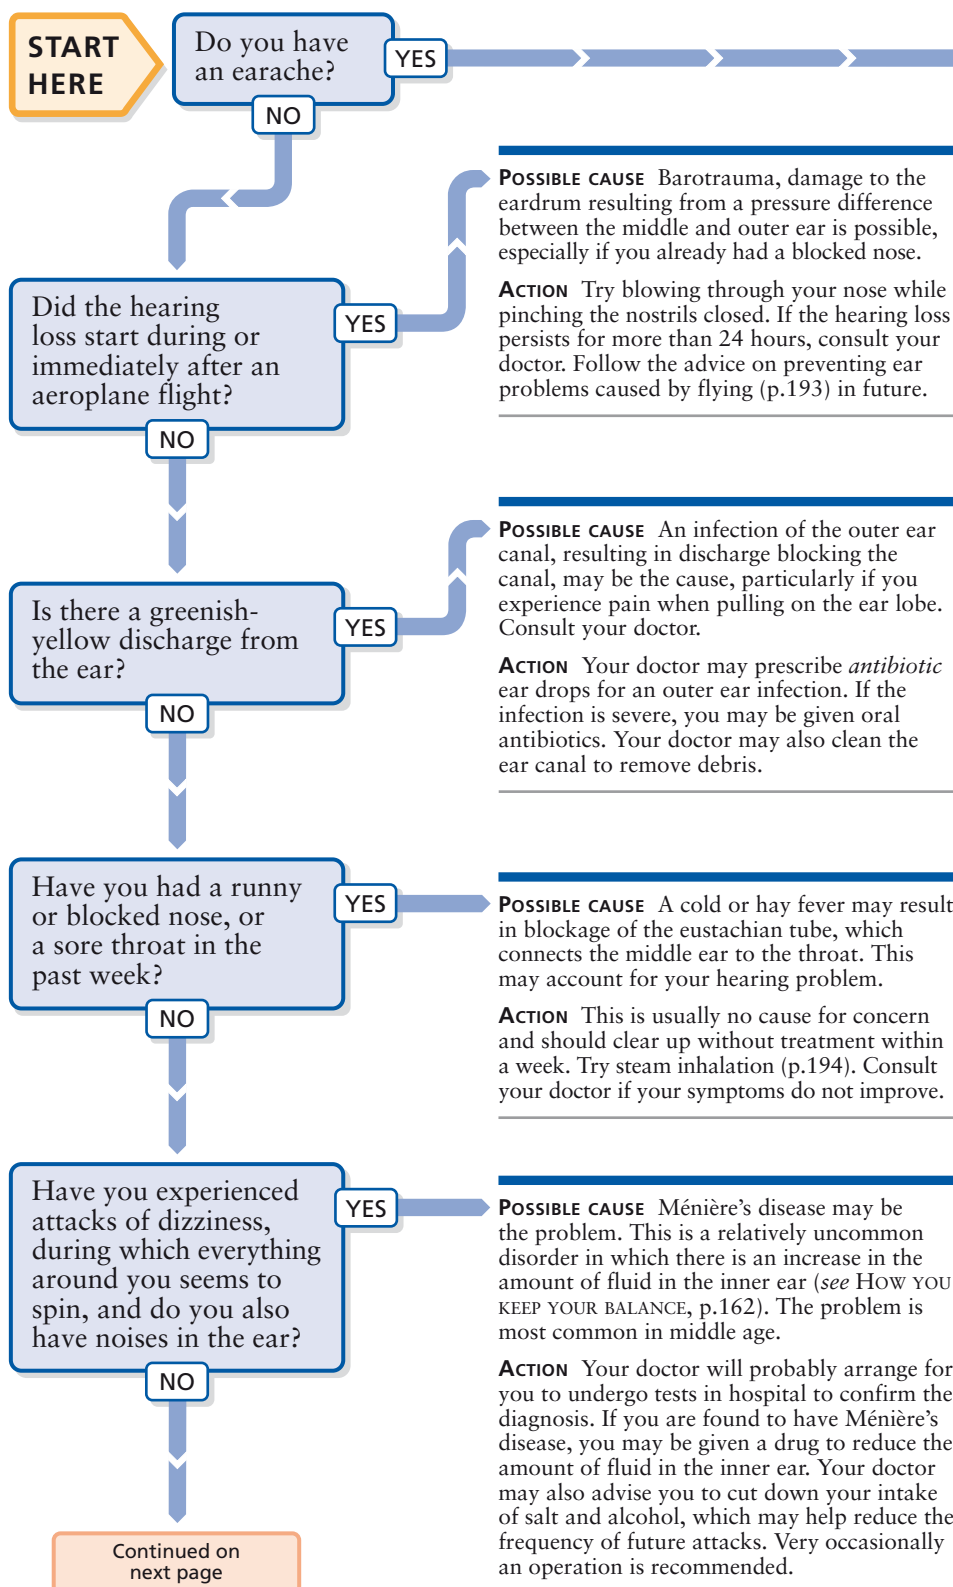 START
HERE
Do you have
an earache?
YES
NO
POSSIBLE CAUSE Barotrauma, damage to the
eardrum resulting from a pressure difference
between the middle and outer ear is possible,
especially if you already had a blocked nose.
ACTION Try blowing through your nose while
pinching the nostrils closed. If the hearing loss
persists for more than 24 hours, consult your
doctor. Follow the advice on preventing ear
problems caused by flying (p.193) in future.
Did the hearing
loss start during or
immediately after an
aeroplane flight?
YES
NO
POSSIBLE CAUSE An infection of the outer ear
canal, resulting in discharge blocking the
canal, may be the cause, particularly if you
experience pain when pulling on the ear lobe.
Consult your doctor.
ACTION Your doctor may prescribe antibiotic
ear drops for an outer ear infection. If the
infection is severe, you may be given oral
antibiotics. Your doctor may also clean the
ear canal to remove debris.
Is there a greenish-
yellow discharge from
the ear?
YES
NO
Have you had a runny
or blocked nose, or
a sore throat in the
past week?
YES
NO
POSSIBLE CAUSE A cold or hay fever may result
in blockage of the eustachian tube, which
connects the middle ear to the throat. This
may account for your hearing problem.
ACTION This is usually no cause for concern
and should clear up without treatment within
a week. Try steam inhalation (p.194). Consult
your doctor if your symptoms do not improve.
Have you experienced
attacks of dizziness,
during which everything
around you seems to
spin, and do you also
have noises in the ear?
YES
NO
POSSIBLE CAUSE Ménière's disease may be
the problem. This is a relatively uncommon
disorder in which there is an increase in the
amount of fluid in the inner ear (see HOW YOU
KEEP YOUR BALANCE, p.162). The problem is
most common in middle age.
ACTION Your doctor will probably arrange for
you to undergo tests in hospital to confirm the
diagnosis. If you are found to have Ménière's
disease, you may be given a drug to reduce the
amount of fluid in the inner ear. Your doctor
may also advise you to cut down your intake
of salt and alcohol, which may help reduce the
frequency of future attacks. Very occasionally
an operation is recommended.
Continued on
next page